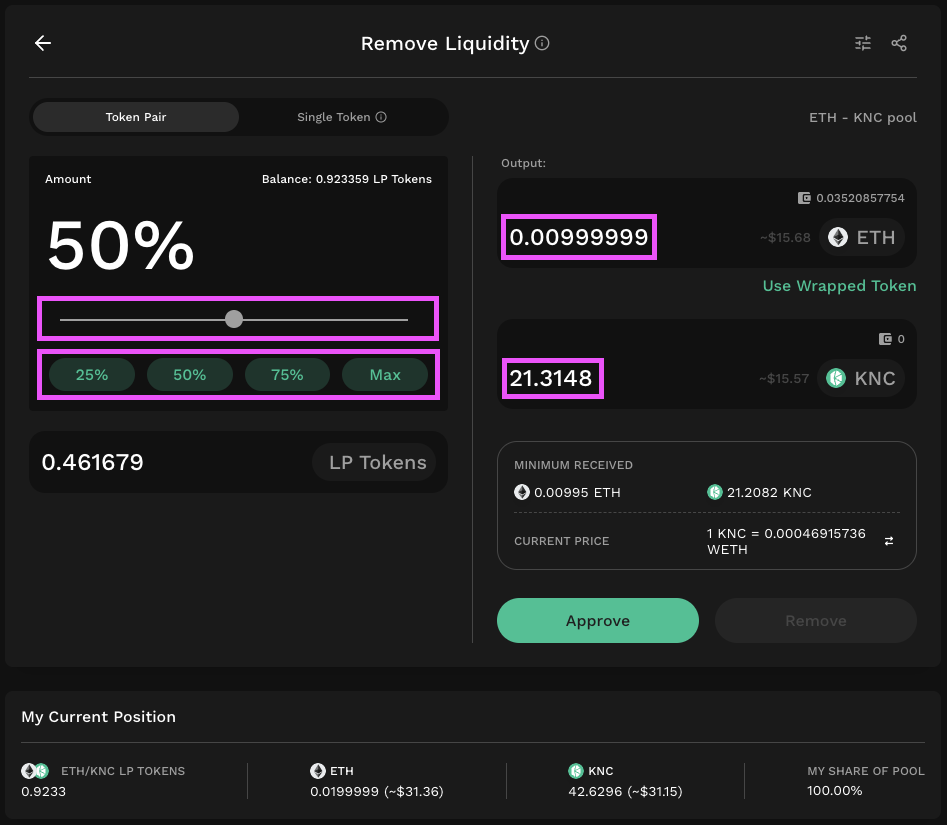 Remove Liquidity
Token Pair
Single Token
ETH - KNC pool
Amount
Balance: 0.923359 LP Tokens
50%
25%
50%
75%
Max
0.461679
LP Tokens
Output:
0.03520857754
0.00999999
~$15.68
ETH
Use Wrapped Token
0
21.3148
~$15.57
KNC
MINIMUM RECEIVED
0.00995 ETH
21.2082 KNC
CURRENT PRICE
1 KNC = 0.00046915736
WETH
Approve
Remove
My Current Position
ETH/KNC LP TOKENS
0.9233
ETH
0.0199999 (~$31.36)
KNC
42.6296 (~$31.15)
MY SHARE OF POOL
100.00%